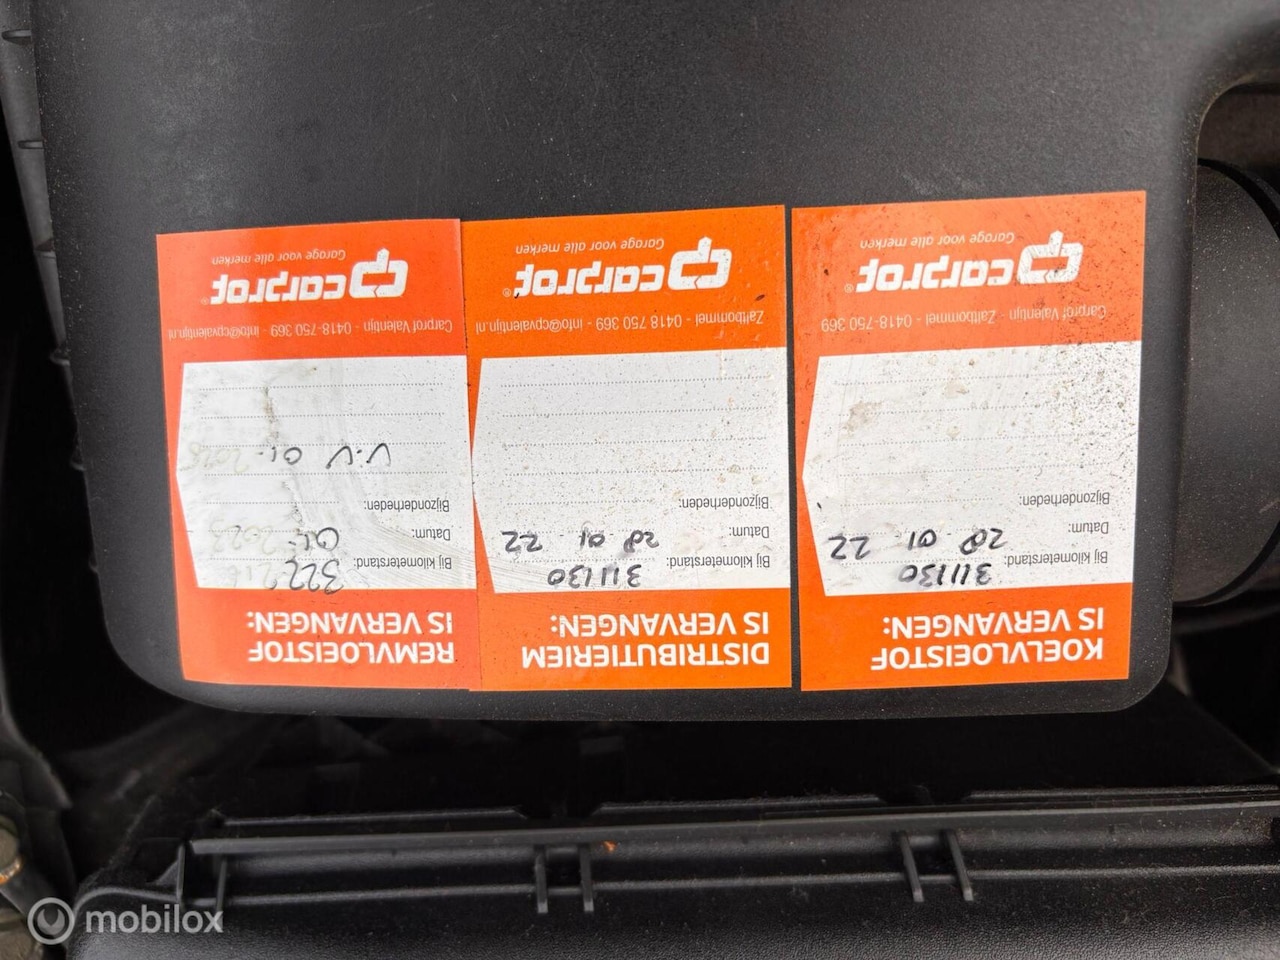 KOELVLOEISTOF
IS VERVANGEN:
Bij kilometerstand: 311130
Datum: 20 01 22
Bijzonderheden:
Carprof Valentijn - Zaltbommel - 0418-750 369
carprof®
Garage voor alle merken
DISTRIBUTIERIEM
IS VERVANGEN:
Bij kilometerstand: 311130
Datum: 20 01 22
Bijzonderheden:
Zaltbommel - 0418 750 369 - info@cpvalentijn.nl
carprof®
Garage voor alle merken
REMVLOEISTOF
IS VERVANGEN:
Bij kilometerstand:
Datum: 01- 2023
Bijzonderheden:
V.V 01- 2025
Carprof Valentijn - 0418-750 369 - info@cpvalentijn.nl
carprof®
Garage voor alle merken
mobilox